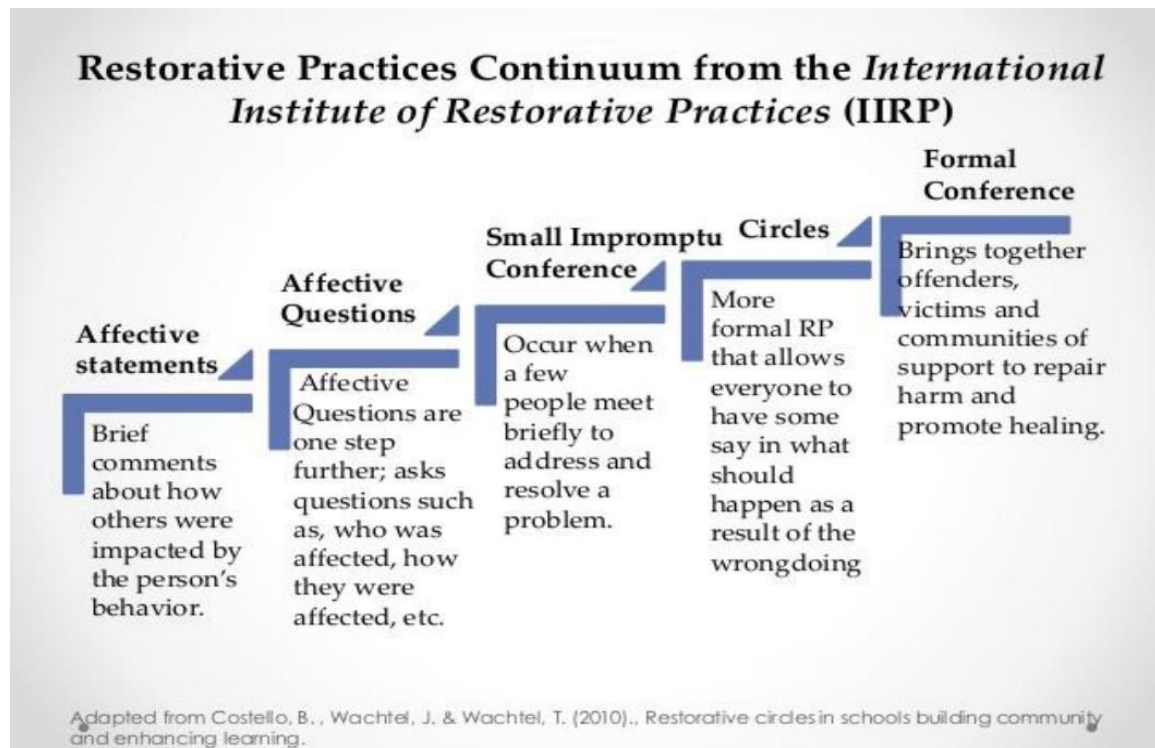 Restorative Practices Continuum from the International
Institute of Restorative Practices (IIRP)
Affective
statements
Brief
comments
about how
others were
impacted by
the person's
behavior.
Affective
Questions
Affective
Questions are
one step
further; asks
questions such
as, who was
affected, how
they were
affected, etc.
Small Impromptu
Conference
Occur when
a few
people meet
briefly to
address and
resolve a
problem.
Circles
More
formal RP
that allows
everyone to
have some
say in what
should
happen as a
result of the
wrongdoing
Formal
Conference
Brings together
offenders,
victims and
communities of
support to repair
harm and
promote healing.
Adapted from Costello, B. , Wachtel, J. & Wachtel, T. (2010)., Restorative circles in schools building community
and enhancing learning.